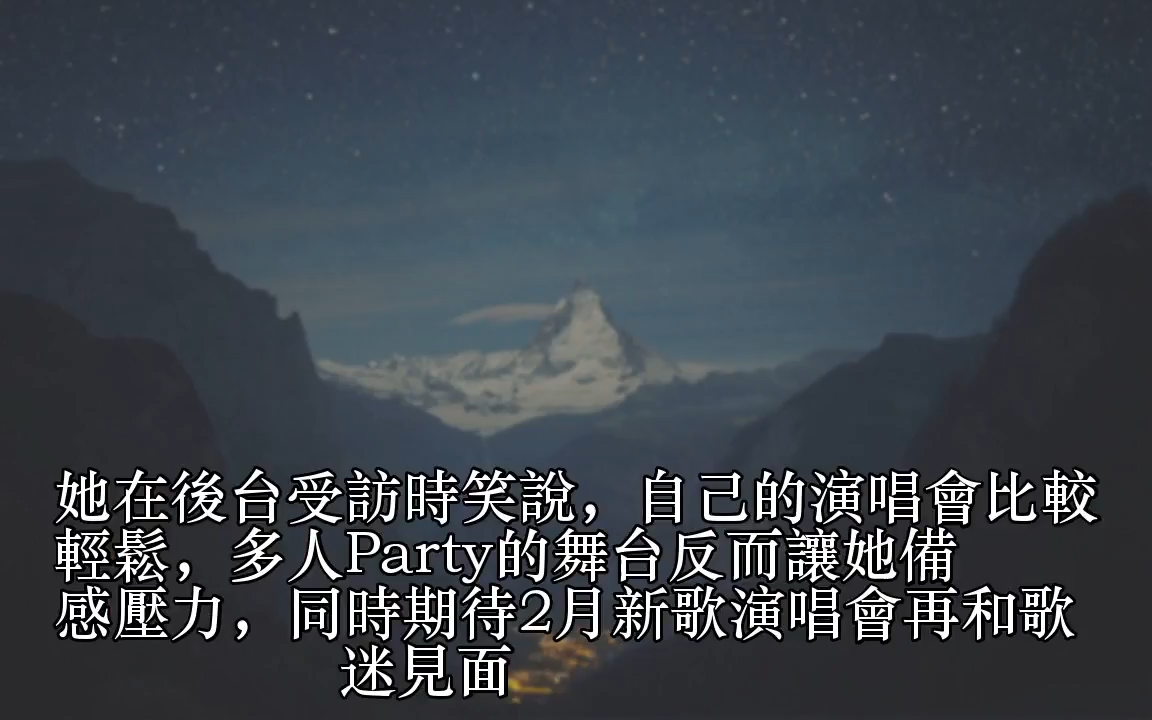 她在後台受訪時笑說，自己的演唱會比較
輕鬆，多人Party的舞台反而讓她備
感壓力，同時期待2月新歌演唱會再和歌
迷見面